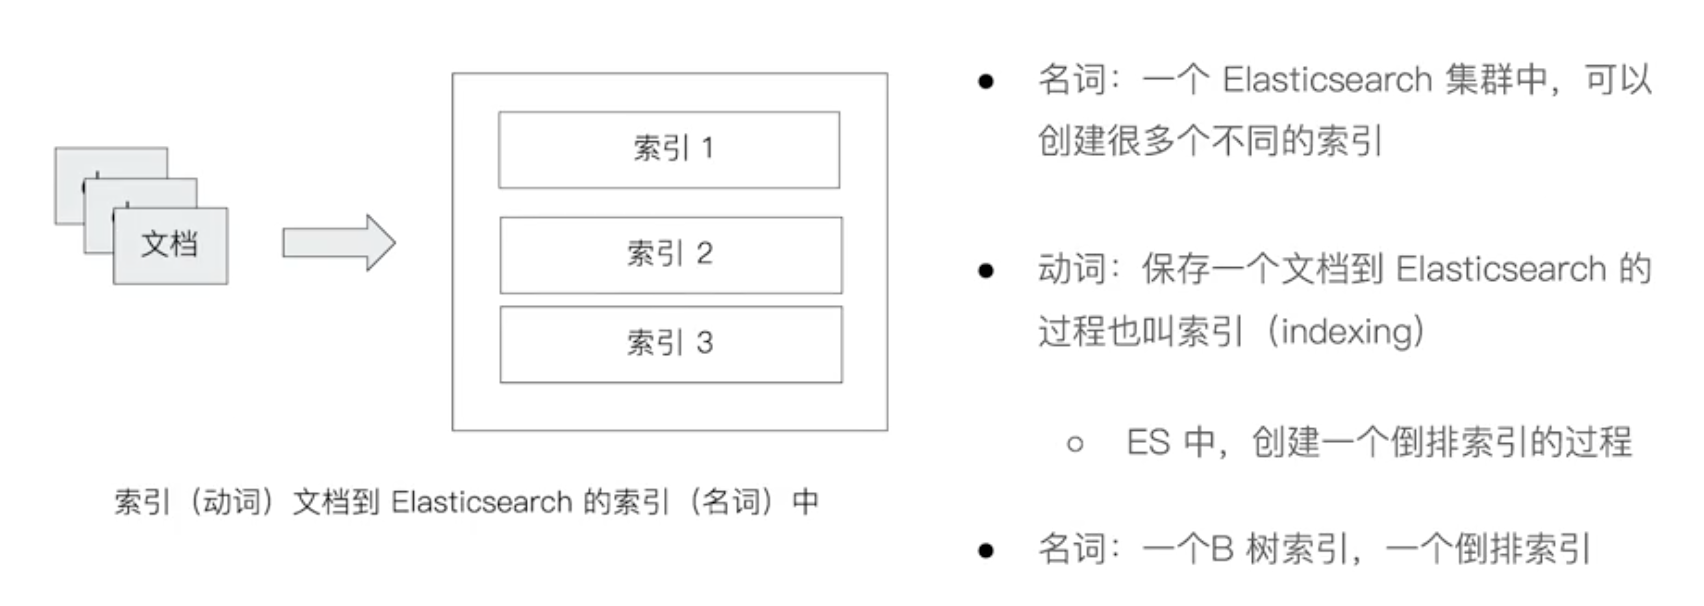 文档
索引 1
索引 2
索引 3
索引（动词）文档到 Elasticsearch 的索引（名词）中
● 名词：一个 Elasticsearch 集群中，可以
创建很多个不同的索引
● 动词：保存一个文档到 Elasticsearch 的
过程也叫索引（indexing）
○ ES 中，创建一个倒排索引的过程
● 名词：一个B 树索引，一个倒排索引